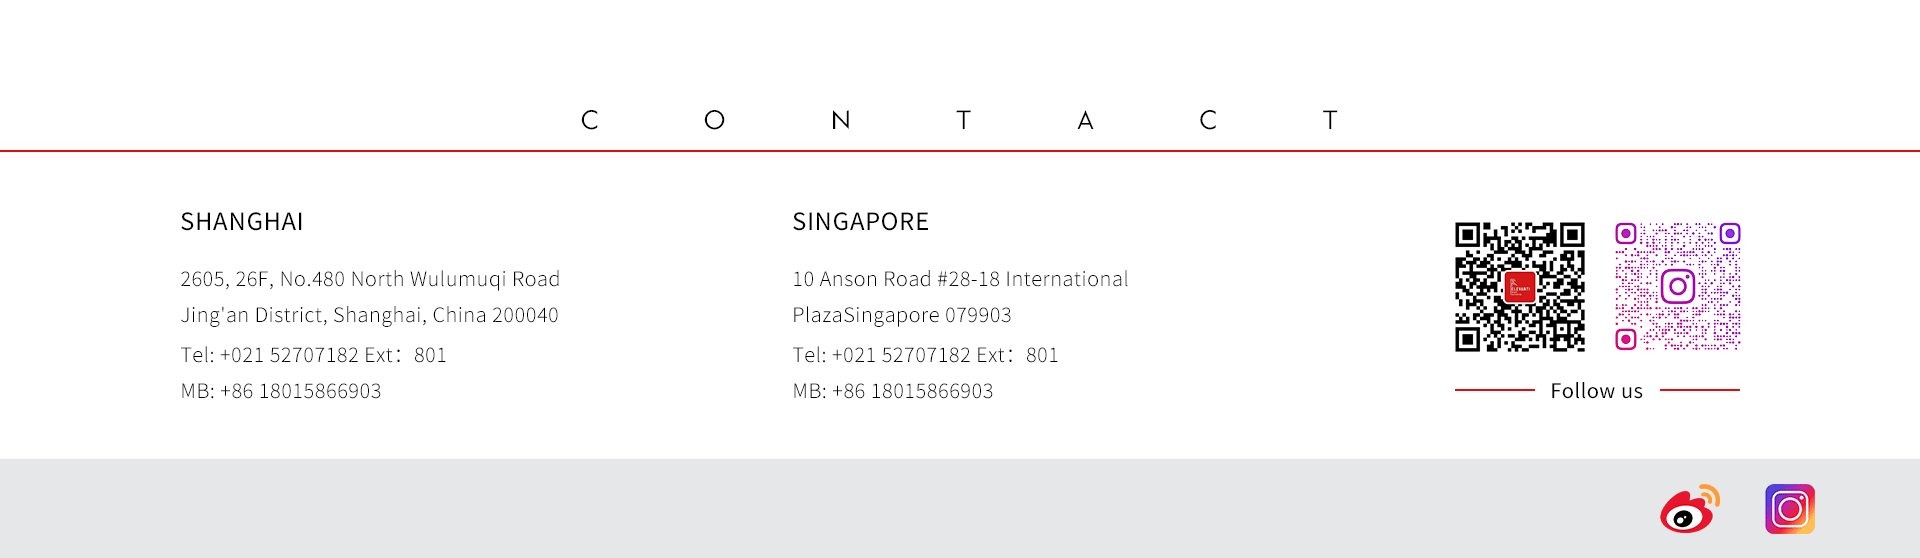 C O N T A C T
SHANGHAI
2605, 26F, No.480 North Wulumuqi Road
Jing'an District, Shanghai, China 200040
Tel: +021 52707182 Ext：801
MB: +86 18015866903
SINGAPORE
10 Anson Road #28-18 International
PlazaSingapore 079903
Tel: +021 52707182 Ext：801
MB: +86 18015866903
Follow us